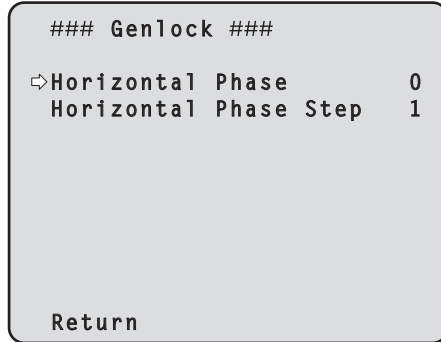 ### Genlock ###
⇨Horizontal Phase 0
Horizontal Phase Step 1
Return